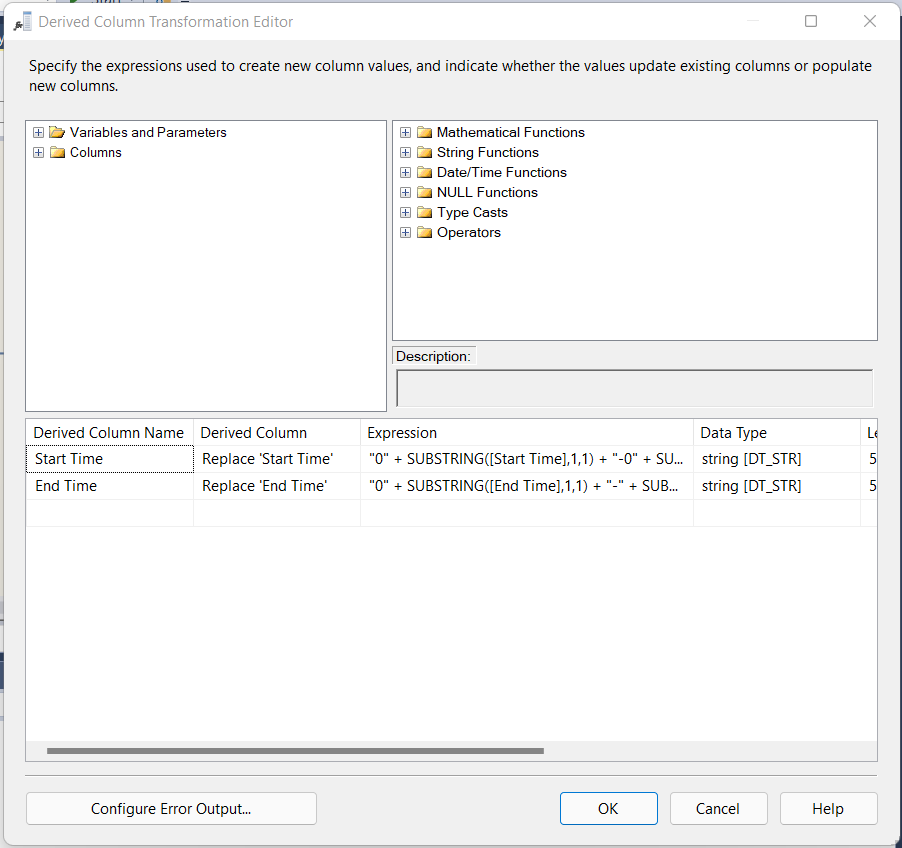 Derived Column Transformation Editor
Specify the expressions used to create new column values, and indicate whether the values update existing columns or populate
new columns.
Variables and Parameters
Columns
Mathematical Functions
String Functions
Date/Time Functions
NULL Functions
Type Casts
Operators
Description:
Derived Column Name Derived Column Expression Data Type
Start Time Replace 'Start Time' "0" + SUBSTRING([Start Time],1,1) + "-0" + SU... string [DT_STR] 5
End Time Replace 'End Time' "0" + SUBSTRING([End Time],1,1) + "-" + SUB... string [DT_STR] 5
Configure Error Output... OK Cancel Help